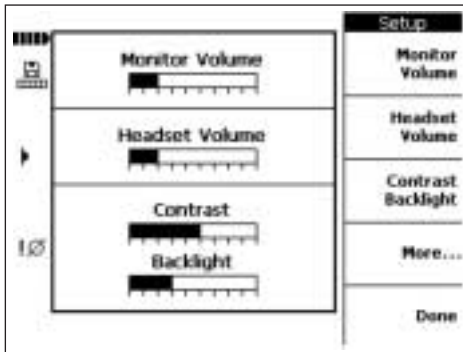 Setup
Monitor Volume
Monitor
Volume
Headset Volume
Headset
Volume
Contrast
Contrast
Backlight
Backlight
More...
Done